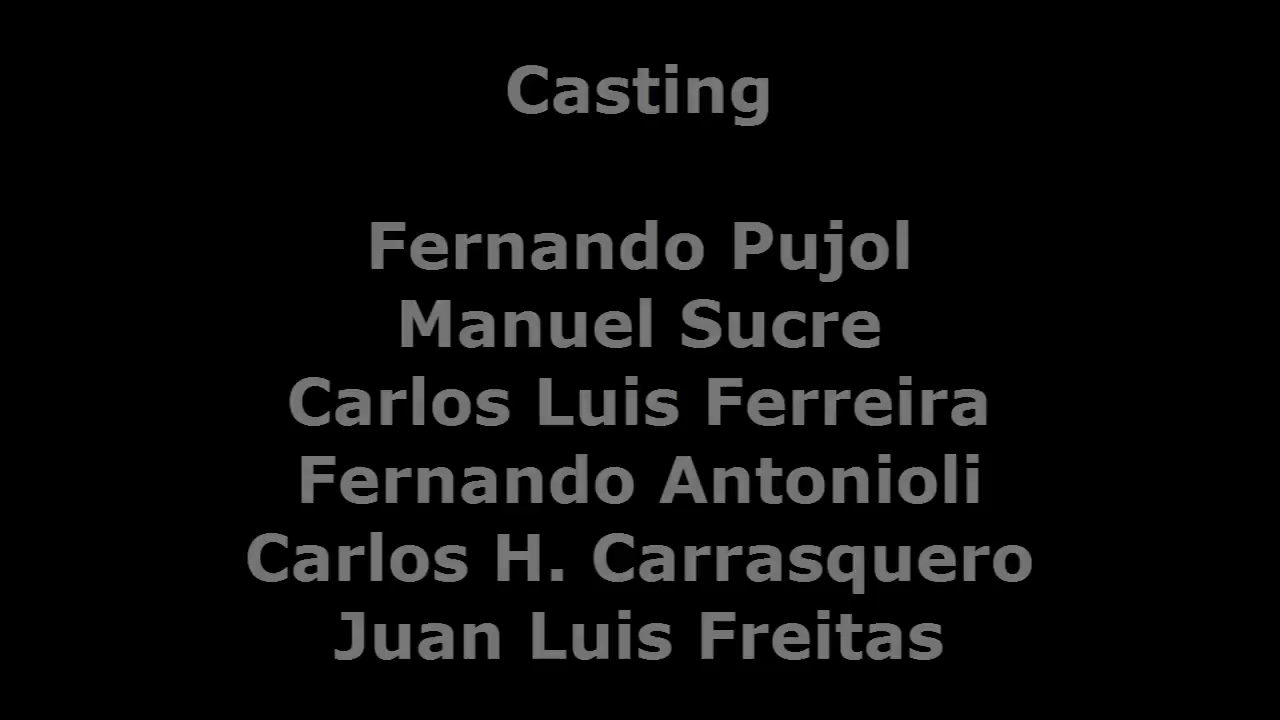 Casting
Fernando Pujol
Manuel Sucre
Carlos Luis Ferreira
Fernando Antonioli
Carlos H. Carrasquero
Juan Luis Freitas